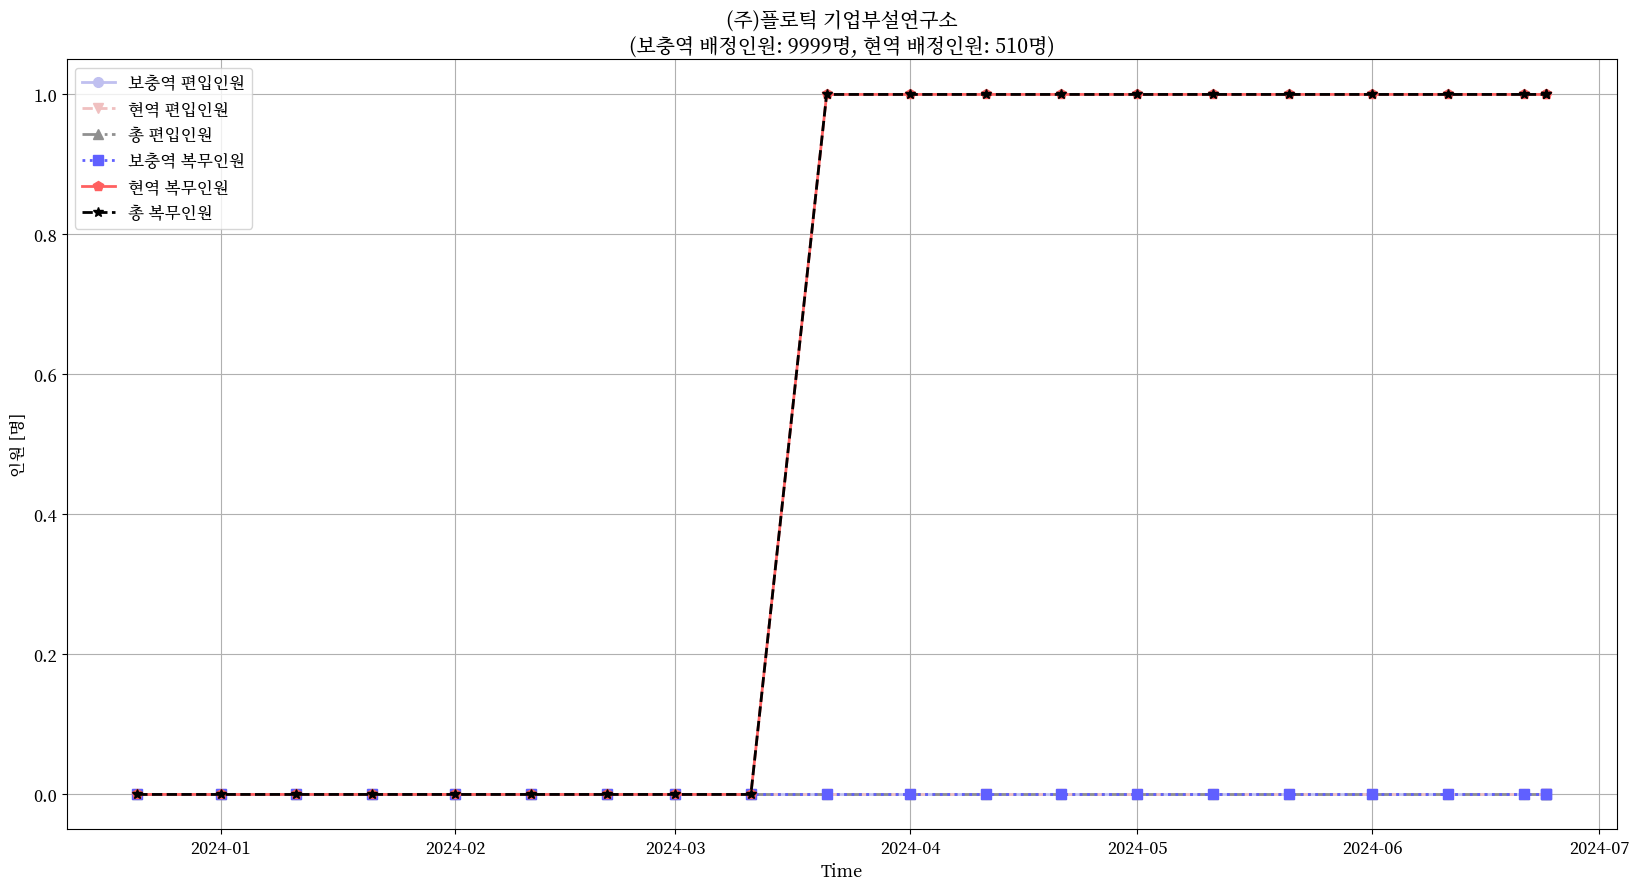 (주)플로틱 기업부설연구소
(보충역 배정인원: 9999명, 현역 배정인원: 510명)
보충역 편입인원
현역 편입인원
총 편입인원
보충역 복무인원
현역 복무인원
총 복무인원
1.0
0.8
0.6
0.4
0.2
0.0
인원 [명]
2024-01
2024-02
2024-03
2024-04
2024-05
2024-06
2024-07
Time